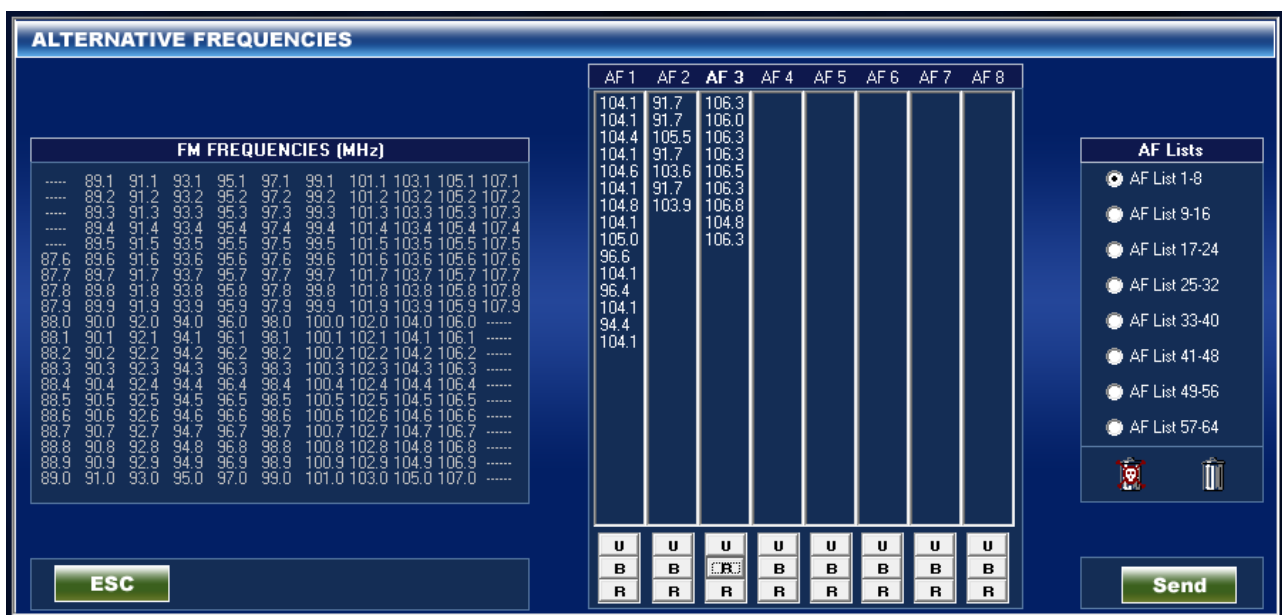 ALTERNATIVE FREQUENCIES
AF 1 AF 2 AF 3 AF 4 AF 5 AF 6 AF 7 AF 8
104.1 91.7 106.3
104.1 91.7 106.0
104.4 105.5 106.3
104.1 91.7 106.3
104.6 103.6 106.5
104.1 91.7 106.3
104.8 103.9 106.8
104.1 104.8
105.0 106.3
96.6
104.1
96.4
104.1
94.4
104.1
U U U U U U U U
B B B B B B B B
R R R R R R R R
FM FREQUENCIES (MHz)
---- 89.1 91.1 93.1 95.1 97.1 99.1 101.1 103.1 105.1 107.1
---- 89.2 91.2 93.2 95.2 97.2 99.2 101.2 103.2 105.2 107.2
---- 89.3 91.3 93.3 95.3 97.3 99.3 101.3 103.3 105.3 107.3
---- 89.4 91.4 93.4 95.4 97.4 99.4 101.4 103.4 105.4 107.4
---- 89.5 91.5 93.5 95.5 97.5 99.5 101.5 103.5 105.5 107.5
87.6 89.6 91.6 93.6 95.6 97.6 99.6 101.6 103.6 105.6 107.6
87.7 89.7 91.7 93.7 95.7 97.7 99.7 101.7 103.7 105.7 107.7
87.8 89.8 91.8 93.8 95.8 97.8 99.8 101.8 103.8 105.8 107.8
87.9 89.9 91.9 93.9 95.9 97.9 99.9 101.9 103.9 105.9 107.9
88.0 90.0 92.0 94.0 96.0 98.0 100.0 102.0 104.0 106.0 -----
88.1 90.1 92.1 94.1 96.1 98.1 100.1 102.1 104.1 106.1 -----
88.2 90.2 92.2 94.2 96.2 98.2 100.2 102.2 104.2 106.2 -----
88.3 90.3 92.3 94.3 96.3 98.3 100.3 102.3 104.3 106.3 -----
88.4 90.4 92.4 94.4 96.4 98.4 100.4 102.4 104.4 106.4 -----
88.5 90.5 92.5 94.5 96.5 98.5 100.5 102.5 104.5 106.5 -----
88.6 90.6 92.6 94.6 96.6 98.6 100.6 102.6 104.6 106.6 -----
88.7 90.7 92.7 94.7 96.7 98.7 100.7 102.7 104.7 106.7 -----
88.8 90.8 92.8 94.8 96.8 98.8 100.8 102.8 104.8 106.8 -----
88.9 90.9 92.9 94.9 96.9 98.9 100.9 102.9 104.9 106.9 -----
89.0 91.0 93.0 95.0 97.0 99.0 101.0 103.0 105.0 107.0 -----
AF Lists
AF List 1-8
AF List 9-16
AF List 17-24
AF List 25-32
AF List 33-40
AF List 41-48
AF List 49-56
AF List 57-64
ESC
Send